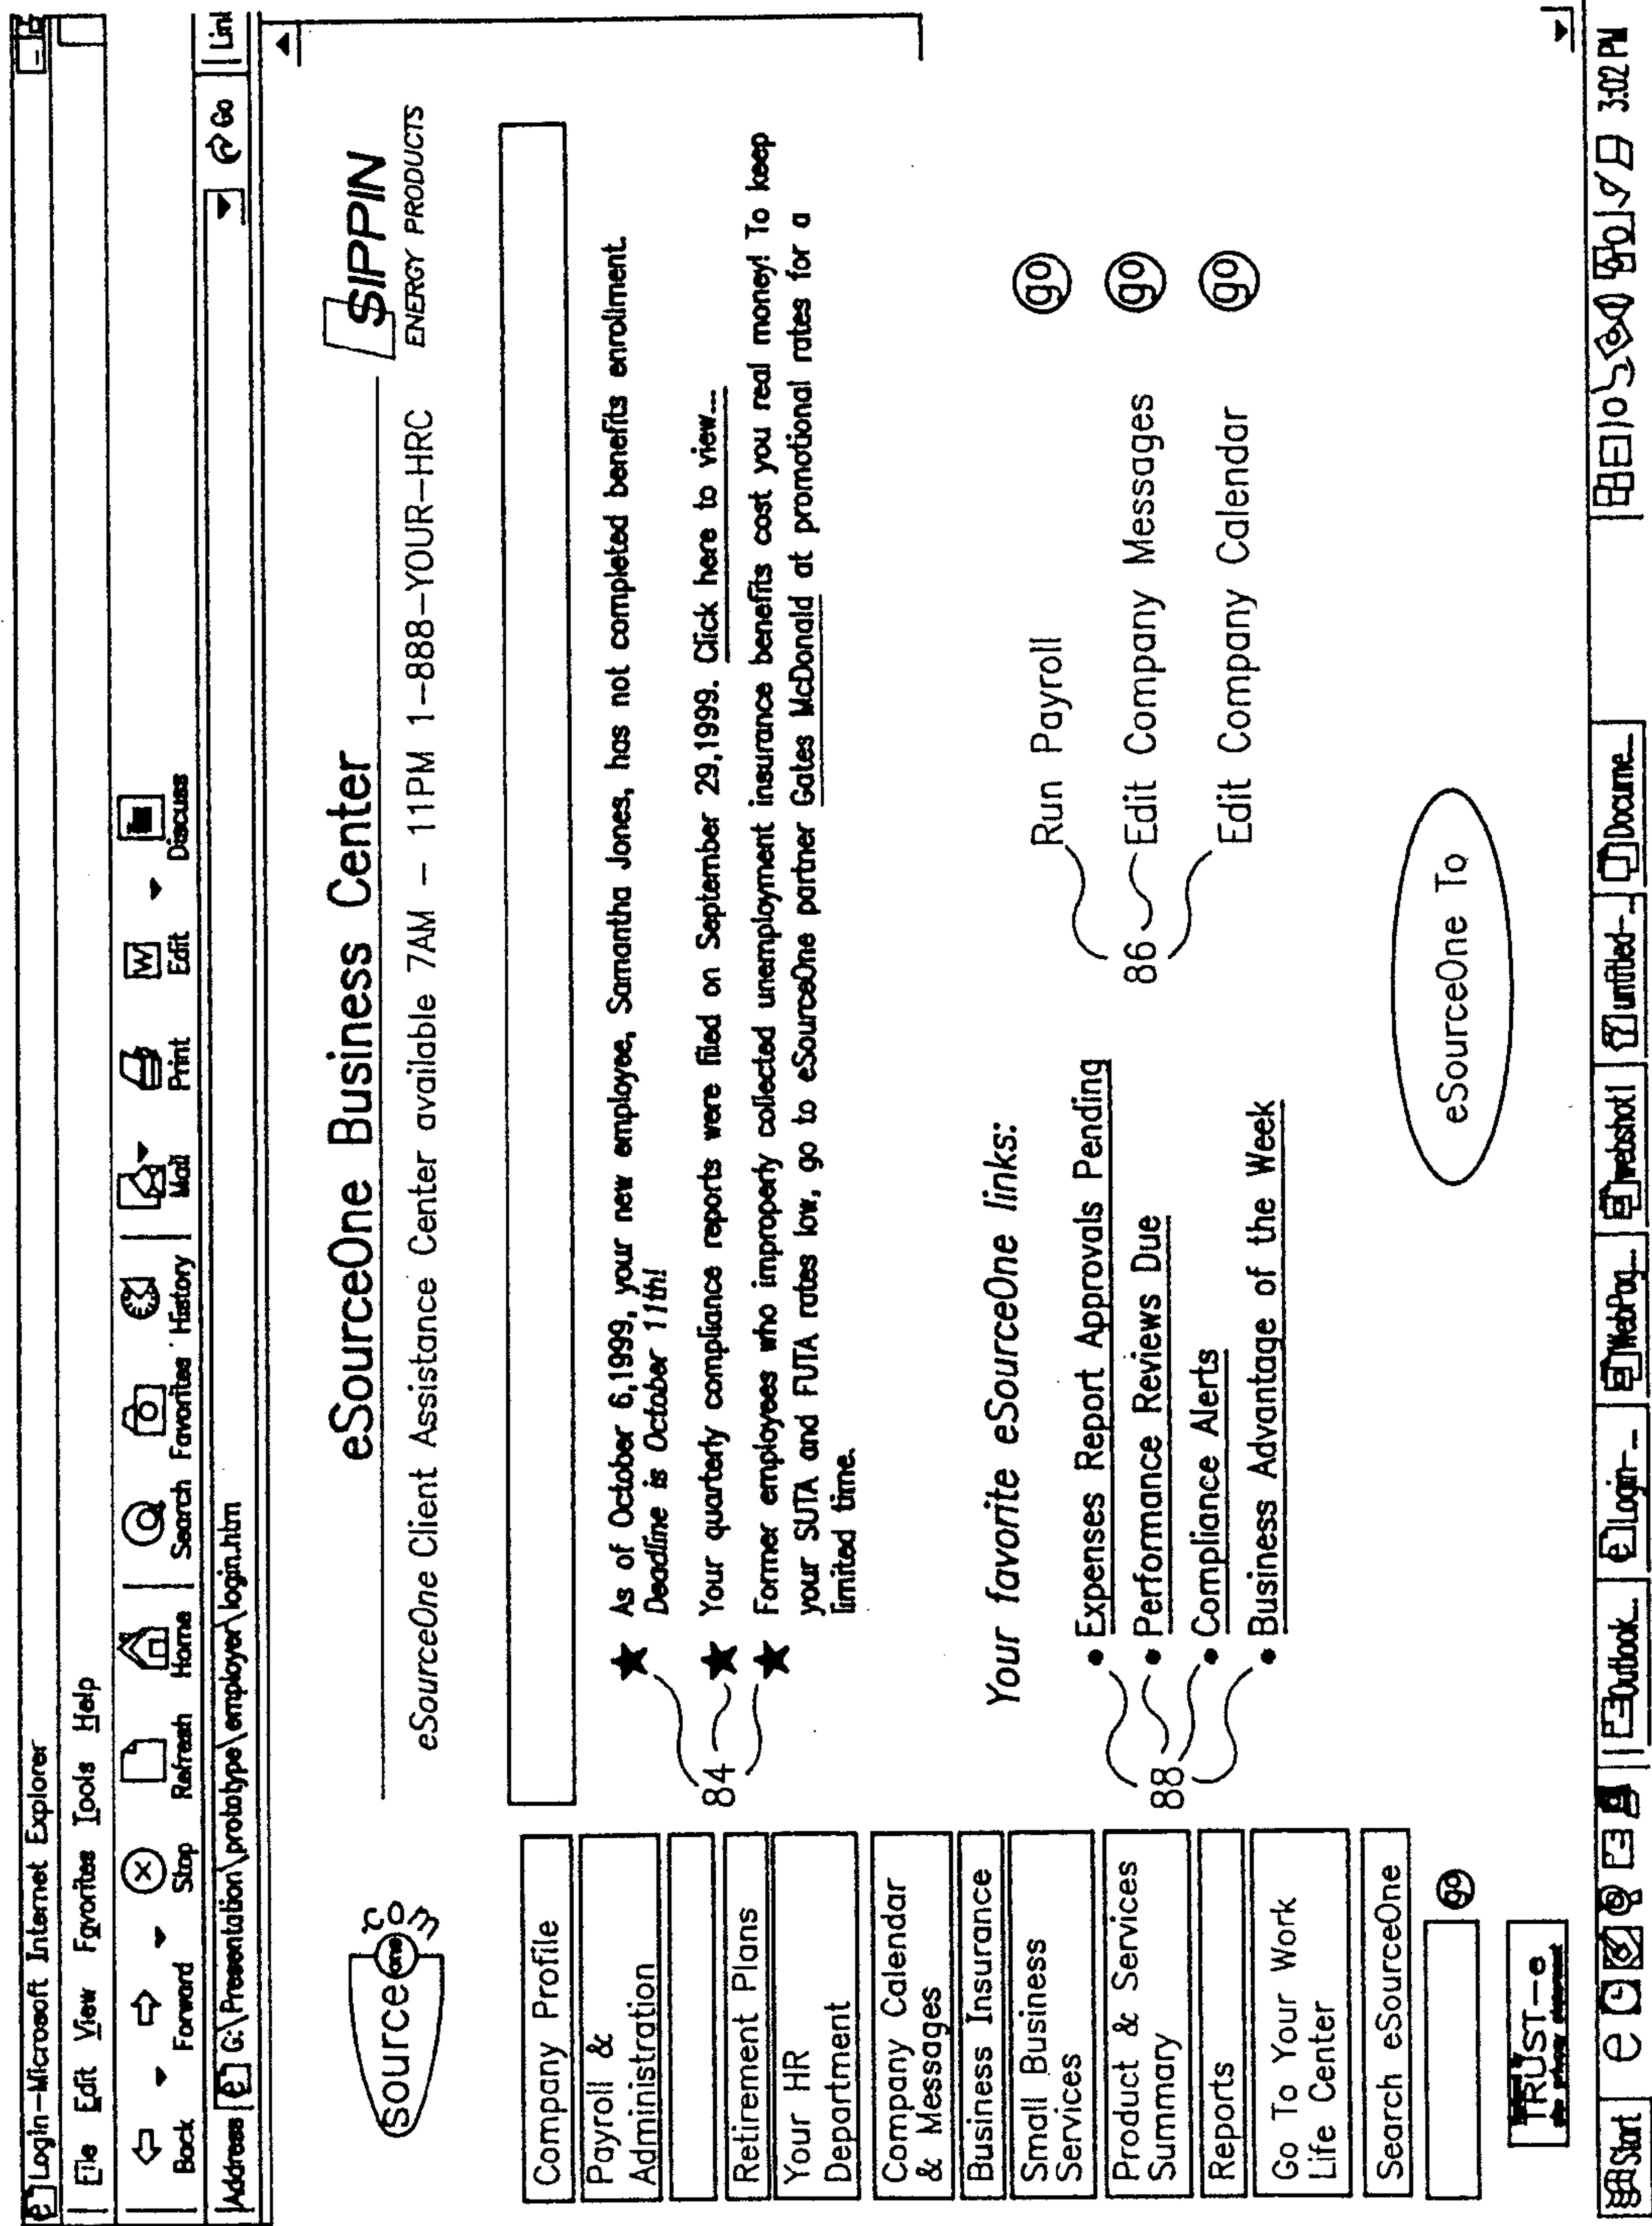 Login-Microsoft Internet Explorer
File Edit View Favorites Tools Help
Back Forward Stop Refresh Home Search Favorites History Mail Print Edit Discuss
Address G:\Presentation\prototype\employer\login.htm Go
source one com
eSourceOne Business Center
SIPPIN
ENERGY PRODUCTS
eSourceOne Client Assistance Center available 7AM - 11PM 1-888-YOUR-HRC
Company Profile
Payroll &
Administration
Retirement Plans
Your HR
Department
Company Calendar
& Messages
Business Insurance
Small Business
Services
Product & Services
Summary
Reports
Go To Your Work
Life Center
Search eSourceOne
go
TRUST-e
84
As of October 6,1999, your new employee, Samantha Jones, has not completed benefits enrollment.
Deadline is October 11th!
Your quarterly compliance reports were filed on September 29,1999. Click here to view...
Former employees who improperly collected unemployment insurance benefits cost you real money! To keep
your SUTA and FUTA rates low, go to eSourceOne partner Gates McDonald at promotional rates for a
limited time.
Your favorite eSourceOne links:
88
Expenses Report Approvals Pending
Performance Reviews Due
Compliance Alerts
Business Advantage of the Week
86
Run Payroll go
Edit Company Messages go
Edit Company Calendar go
eSourceOne To
Start Outlook... Login-... WebPag... webshot1 untitled-... Docume... 3:02 PM